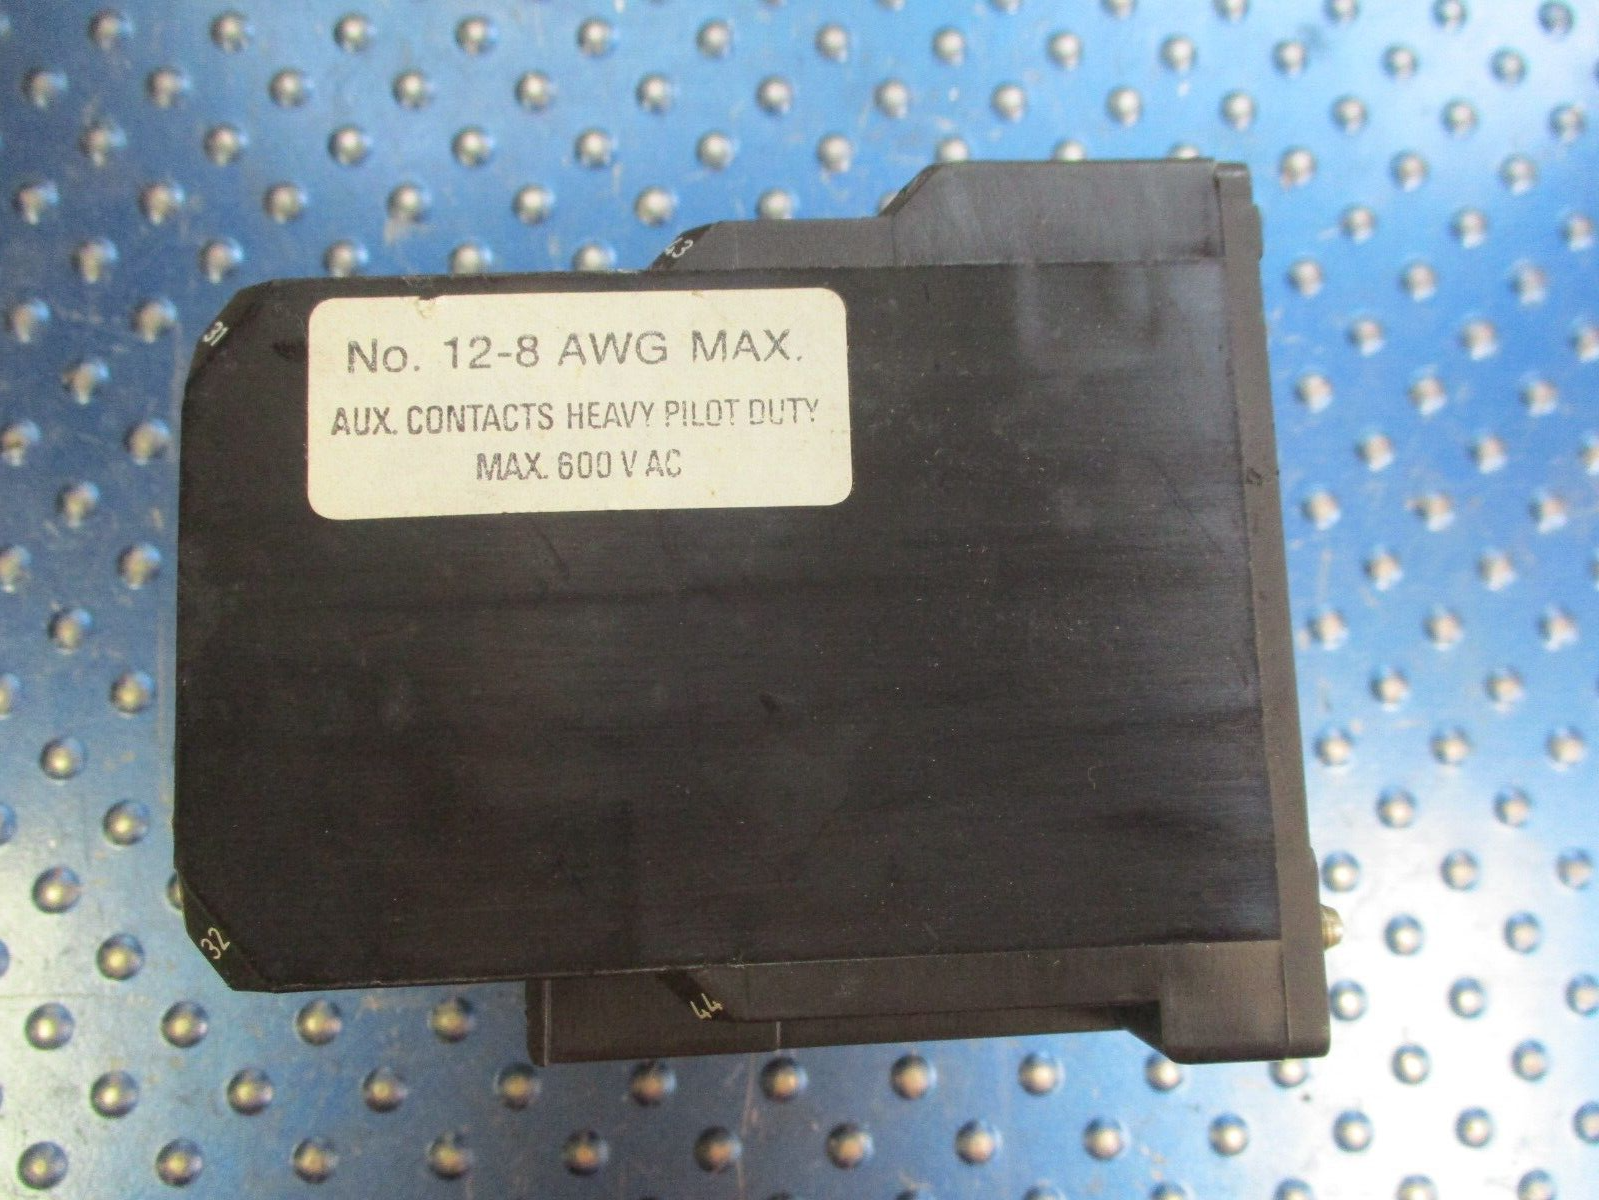 43
31
No. 12-8 AWG MAX.
AUX. CONTACTS HEAVY PILOT DUTY
MAX. 600 V AC
32
44